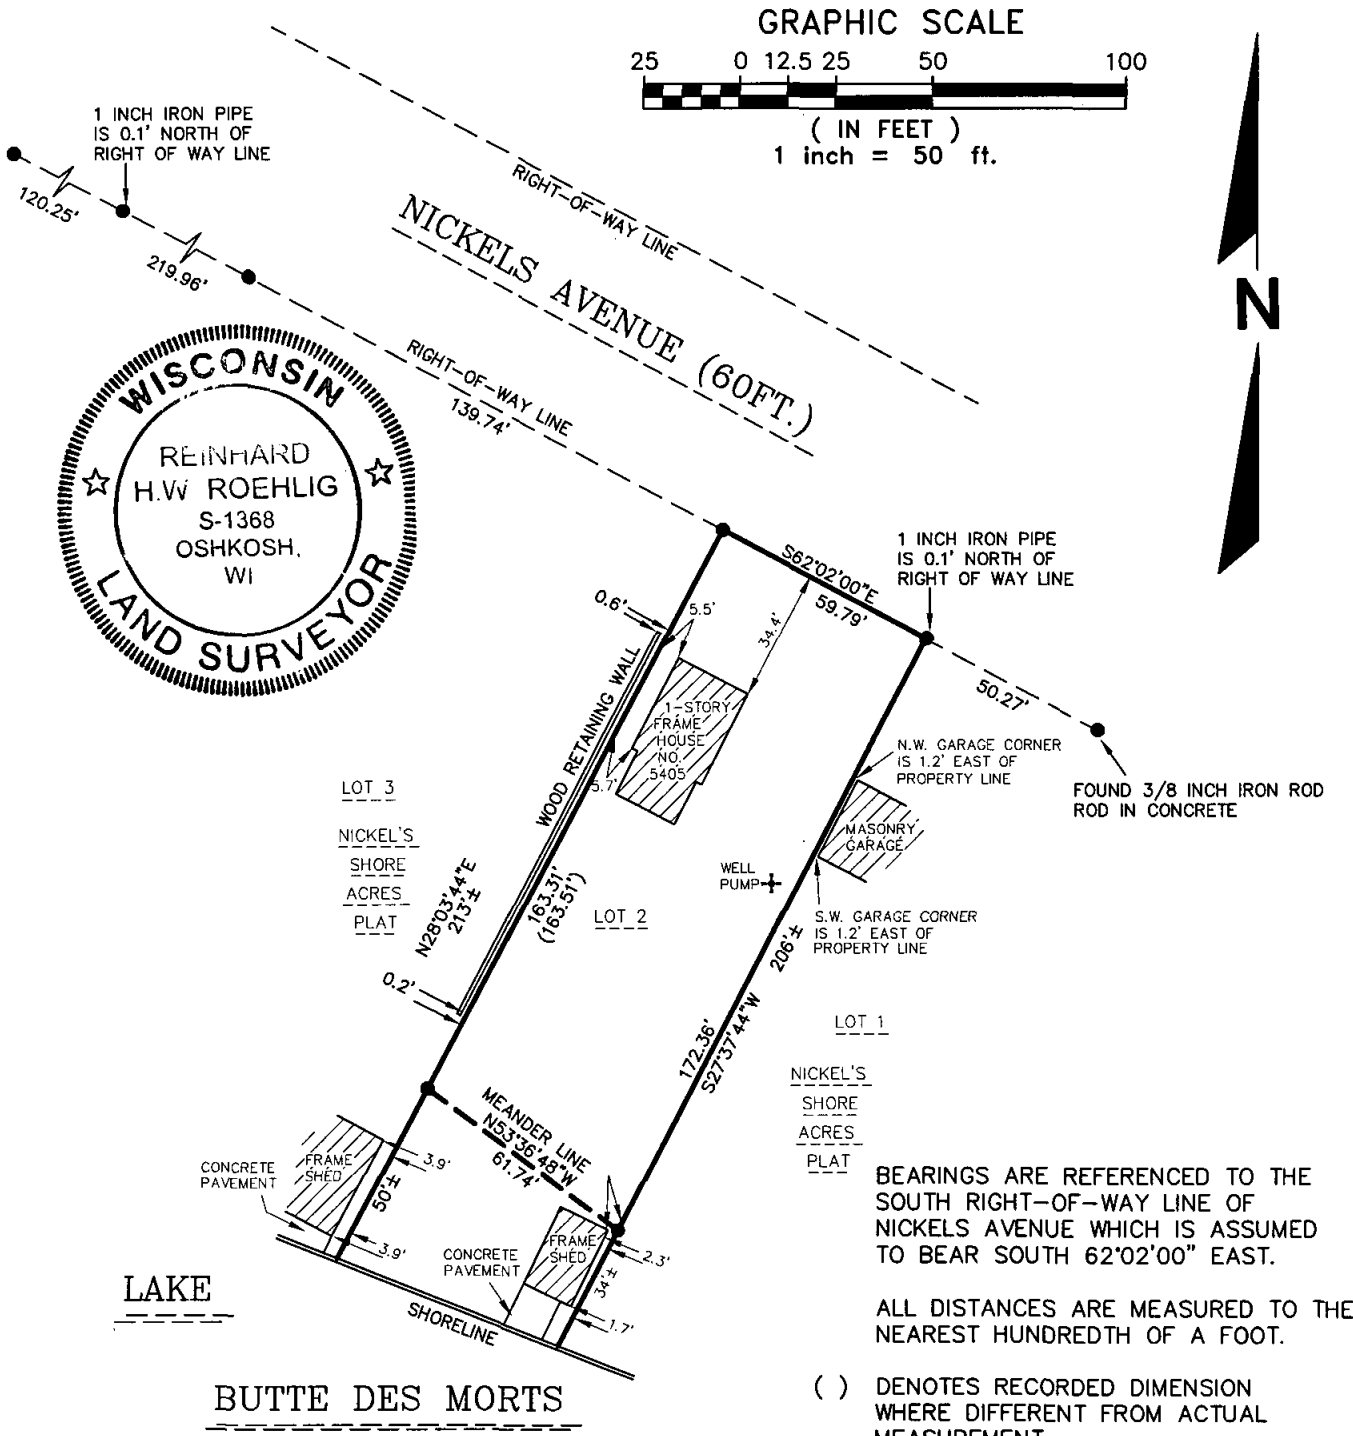 GRAPHIC SCALE
25 0 12.5 25 50 100
( IN FEET )
1 inch = 50 ft.
1 INCH IRON PIPE
IS 0.1' NORTH OF
RIGHT OF WAY LINE
120.25'
219.96'
RIGHT-OF-WAY LINE
NICKELS AVENUE (60FT.)
RIGHT-OF-WAY LINE
139.74'
N
WISCONSIN
REINHARD
H.W ROEHLIG
S-1368
OSHKOSH,
WI
LAND SURVEYOR
S62°02'00"E
59.79'
1 INCH IRON PIPE
IS 0.1' NORTH OF
RIGHT OF WAY LINE
0.6'
5.5'
34.4'
50.27'
WOOD RETAINING WALL
1-STORY
FRAME
HOUSE
NO.
5405
5.7'
N.W. GARAGE CORNER
IS 1.2' EAST OF
PROPERTY LINE
FOUND 3/8 INCH IRON ROD
ROD IN CONCRETE
MASONRY
GARAGE
LOT 3
NICKEL'S
SHORE
ACRES
PLAT
N28°03'44"E
213'±
163.31'
(163.51')
LOT 2
WELL
PUMP
S.W. GARAGE CORNER
IS 1.2' EAST OF
PROPERTY LINE
206'±
172.36'
S27°37'44"W
0.2'
LOT 1
NICKEL'S
SHORE
ACRES
PLAT
MEANDER LINE
N53°36'48"W
61.74'
CONCRETE
PAVEMENT
FRAME
SHED
3.9'
50'±
3.9'
CONCRETE
PAVEMENT
FRAME
SHED
2.3'
34'±
1.7'
SHORELINE
LAKE
BUTTE DES MORTS
BEARINGS ARE REFERENCED TO THE
SOUTH RIGHT-OF-WAY LINE OF
NICKELS AVENUE WHICH IS ASSUMED
TO BEAR SOUTH 62°02'00" EAST.
ALL DISTANCES ARE MEASURED TO THE
NEAREST HUNDREDTH OF A FOOT.
( ) DENOTES RECORDED DIMENSION
WHERE DIFFERENT FROM ACTUAL
MEASUREMENT